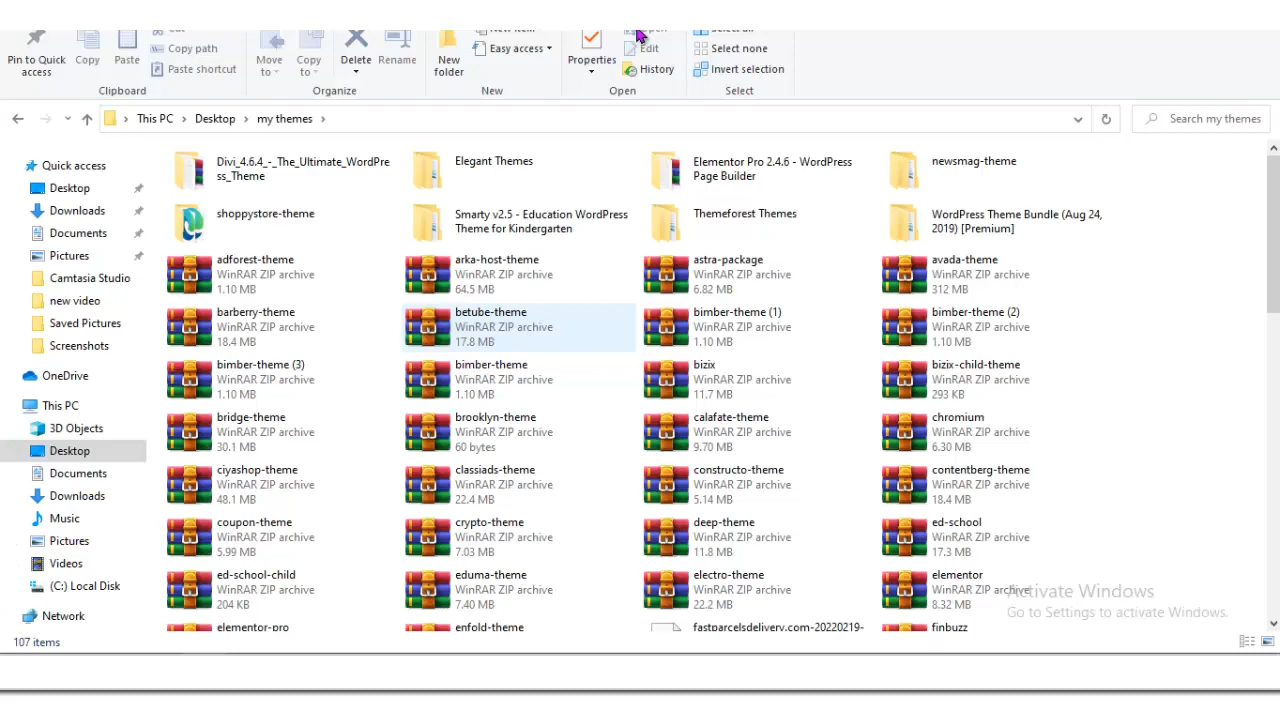 Pin to Quick access
Copy
Paste
Cut
Copy path
Paste shortcut
Clipboard
Move to
Copy to
Delete
Rename
Organize
New folder
New item
Easy access
New
Properties
Open
Edit
History
Open
Select all
Select none
Invert selection
Select
This PC > Desktop > my themes >
Search my themes
Quick access
Desktop
Downloads
Documents
Pictures
Camtasia Studio
new video
Saved Pictures
Screenshots
OneDrive
This PC
3D Objects
Desktop
Documents
Downloads
Music
Pictures
Videos
(C:) Local Disk
Network
Divi_4.6.4_-_The_Ultimate_WordPre
ss_Theme
Elegant Themes
Elementor Pro 2.4.6 - WordPress
Page Builder
newsmag-theme
shoppystore-theme
Smarty v2.5 - Education WordPress
Theme for Kindergarten
Themeforest Themes
WordPress Theme Bundle (Aug 24,
2019) [Premium]
adforest-theme
WinRAR ZIP archive
1.10 MB
arka-host-theme
WinRAR ZIP archive
64.5 MB
astra-package
WinRAR ZIP archive
6.82 MB
avada-theme
WinRAR ZIP archive
312 MB
barberry-theme
WinRAR ZIP archive
18.4 MB
betube-theme
WinRAR ZIP archive
17.8 MB
bimber-theme (1)
WinRAR ZIP archive
1.10 MB
bimber-theme (2)
WinRAR ZIP archive
1.10 MB
bimber-theme (3)
WinRAR ZIP archive
1.10 MB
bimber-theme
WinRAR ZIP archive
1.10 MB
bizix
WinRAR ZIP archive
11.7 MB
bizix-child-theme
WinRAR ZIP archive
293 KB
bridge-theme
WinRAR ZIP archive
30.1 MB
brooklyn-theme
WinRAR ZIP archive
60 bytes
calafate-theme
WinRAR ZIP archive
9.70 MB
chromium
WinRAR ZIP archive
6.30 MB
ciyashop-theme
WinRAR ZIP archive
48.1 MB
classiads-theme
WinRAR ZIP archive
22.4 MB
constructo-theme
WinRAR ZIP archive
5.14 MB
contentberg-theme
WinRAR ZIP archive
18.4 MB
coupon-theme
WinRAR ZIP archive
5.99 MB
crypto-theme
WinRAR ZIP archive
7.03 MB
deep-theme
WinRAR ZIP archive
11.8 MB
ed-school
WinRAR ZIP archive
17.3 MB
ed-school-child
WinRAR ZIP archive
204 KB
eduma-theme
WinRAR ZIP archive
7.40 MB
electro-theme
WinRAR ZIP archive
22.2 MB
elementor
WinRAR ZIP archive
8.32 MB
elementor-pro
enfold-theme
fastparcelsdelivery.com-20220219-
finbuzz
Activate Windows
Go to Settings to activate Windows.
107 items